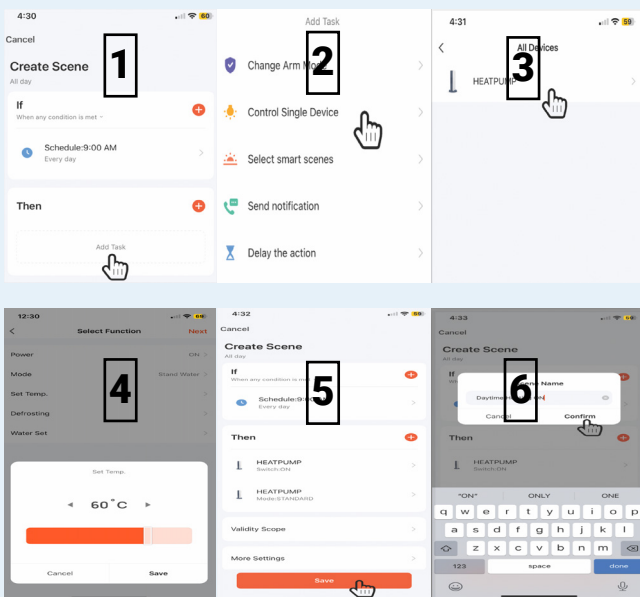 4:30
60
Cancel
Create Scene
All day
If
When any condition is met
Schedule:9:00 AM
Every day
Then
Add Task
1
Add Task
Change Arm
Control Single Device
Select smart scenes
Send notification
Delay the action
2
4:31
59
All Devices
HEATPUMP
3
12:30
Select Function
Next
Power
ON
Mode
Stand Water
Set Temp.
Defrosting
Water Set
Set Temp.
60°C
Cancel
Save
4
4:32
Cancel
Create Scene
All day
If
When any condition is
Schedule:9:
Every day
Then
HEATPUMP
Switch:ON
HEATPUMP
Mode:STANDARD
Validity Scope
More Settings
Save
5
4:33
Cancel
Create Scene
All day
If
Name
Daytime
Cancel
Confirm
Then
HEATPUMP
Switch:ON
"ON"
ONLY
ONE
q w e r t y u i o p
a s d f g h j k l
z x c v b n m
123
space
done
6